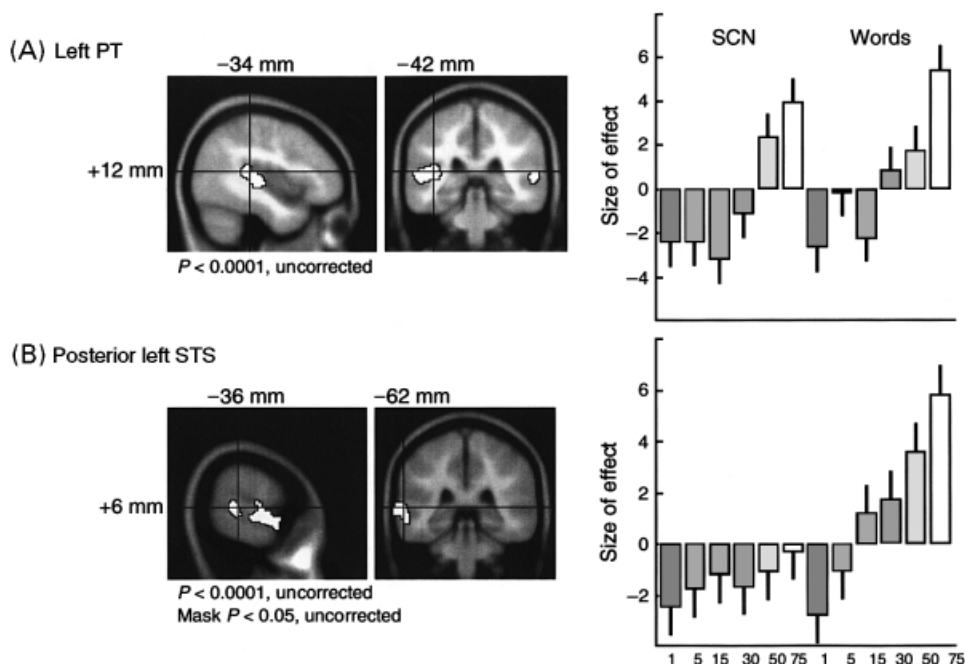 (A) Left PT
−34 mm
−42 mm
+12 mm
P < 0.0001, uncorrected
SCN Words
Size of effect
6
4
2
0
−2
−4
(B) Posterior left STS
−36 mm
−62 mm
+6 mm
P < 0.0001, uncorrected
Mask P < 0.05, uncorrected
Size of effect
6
4
2
0
−2
1 5 15 30 50 75 1 5 15 30 50 75